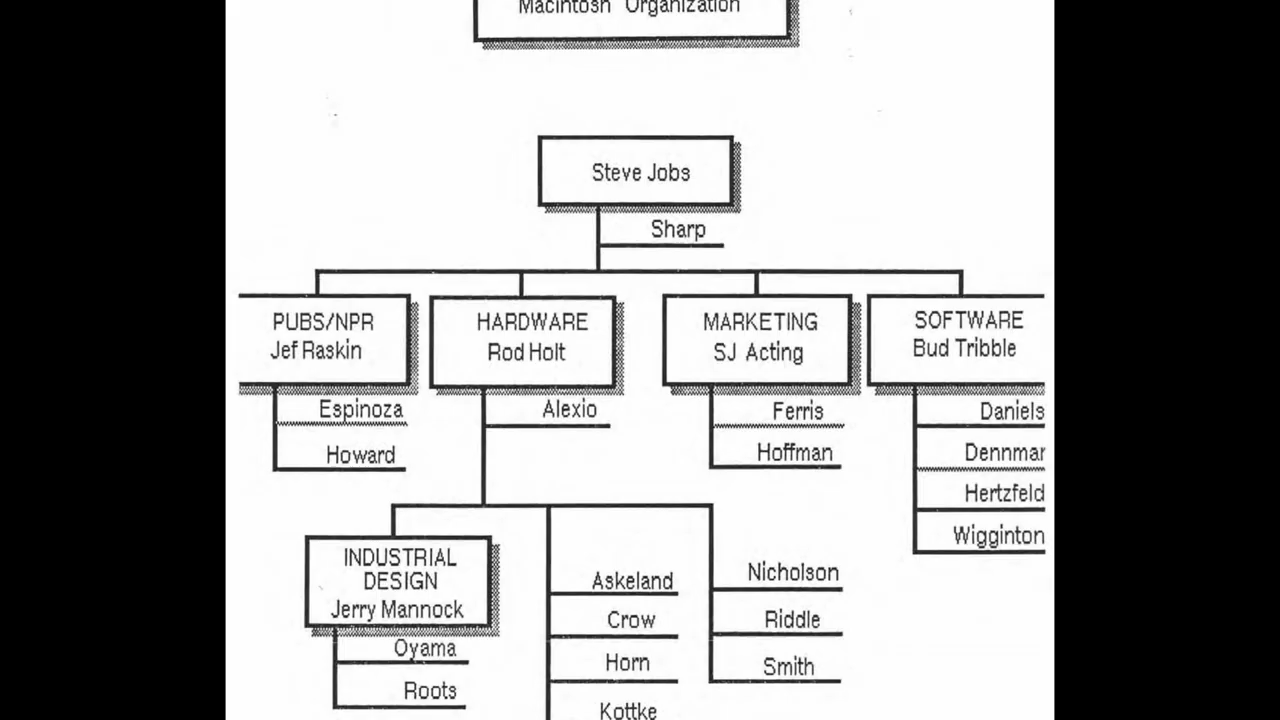 Macintosh Organization
Steve Jobs
Sharp
PUBS/NPR
Jef Raskin
Espinoza
Howard
HARDWARE
Rod Holt
Alexio
MARKETING
SJ Acting
Ferris
Hoffman
SOFTWARE
Bud Tribble
Daniels
Dennmar
Hertzfeld
Wigginton
INDUSTRIAL
DESIGN
Jerry Mannock
Oyama
Roots
Askeland
Crow
Horn
Kottke
Nicholson
Riddle
Smith